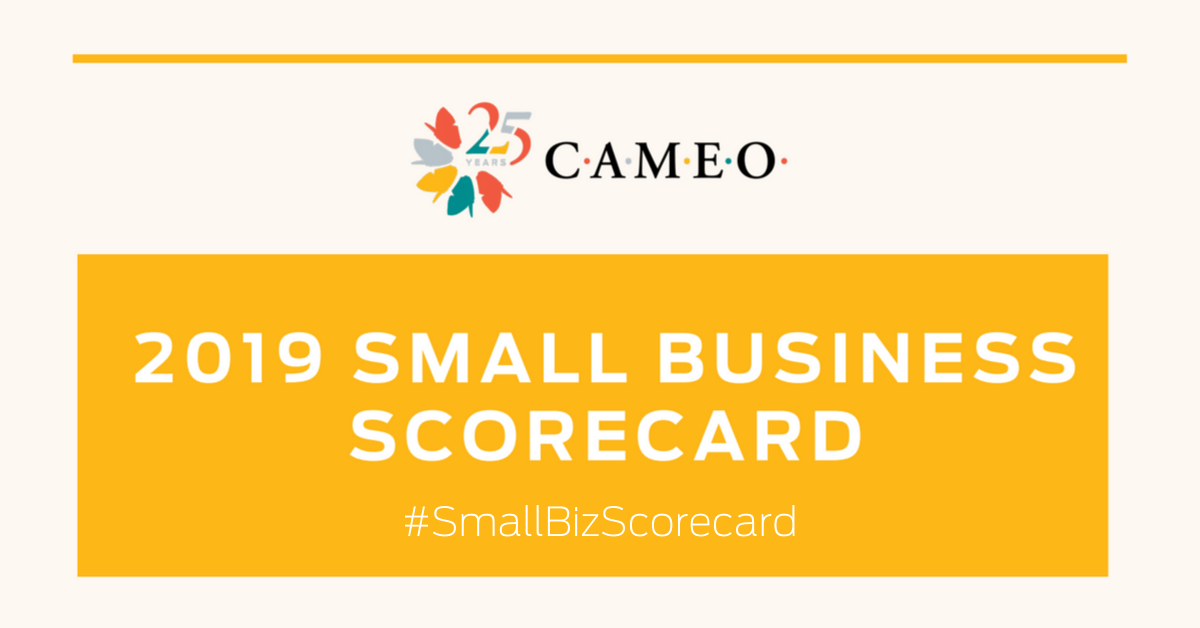 25
YEARS
C·A·M·E·O·
2019 SMALL BUSINESS
SCORECARD
#SmallBizScorecard